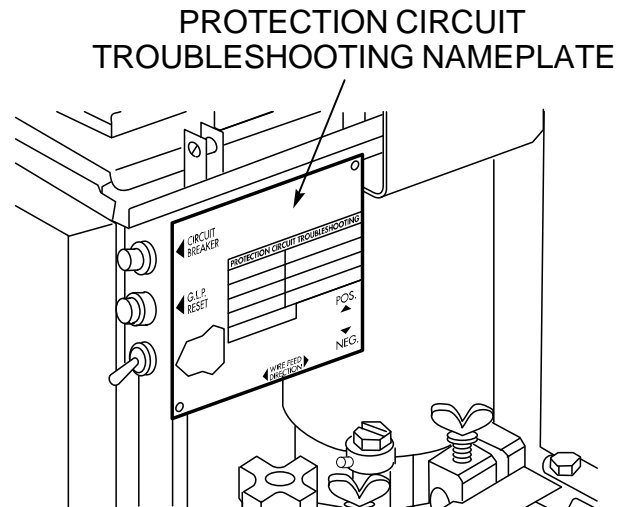 PROTECTION CIRCUIT
TROUBLESHOOTING NAMEPLATE
CIRCUIT
BREAKER
PROTECTION CIRCUIT TROUBLESHOOTING
G.L.P.
RESET
POS.
NEG.
WIRE FEED
DIRECTION